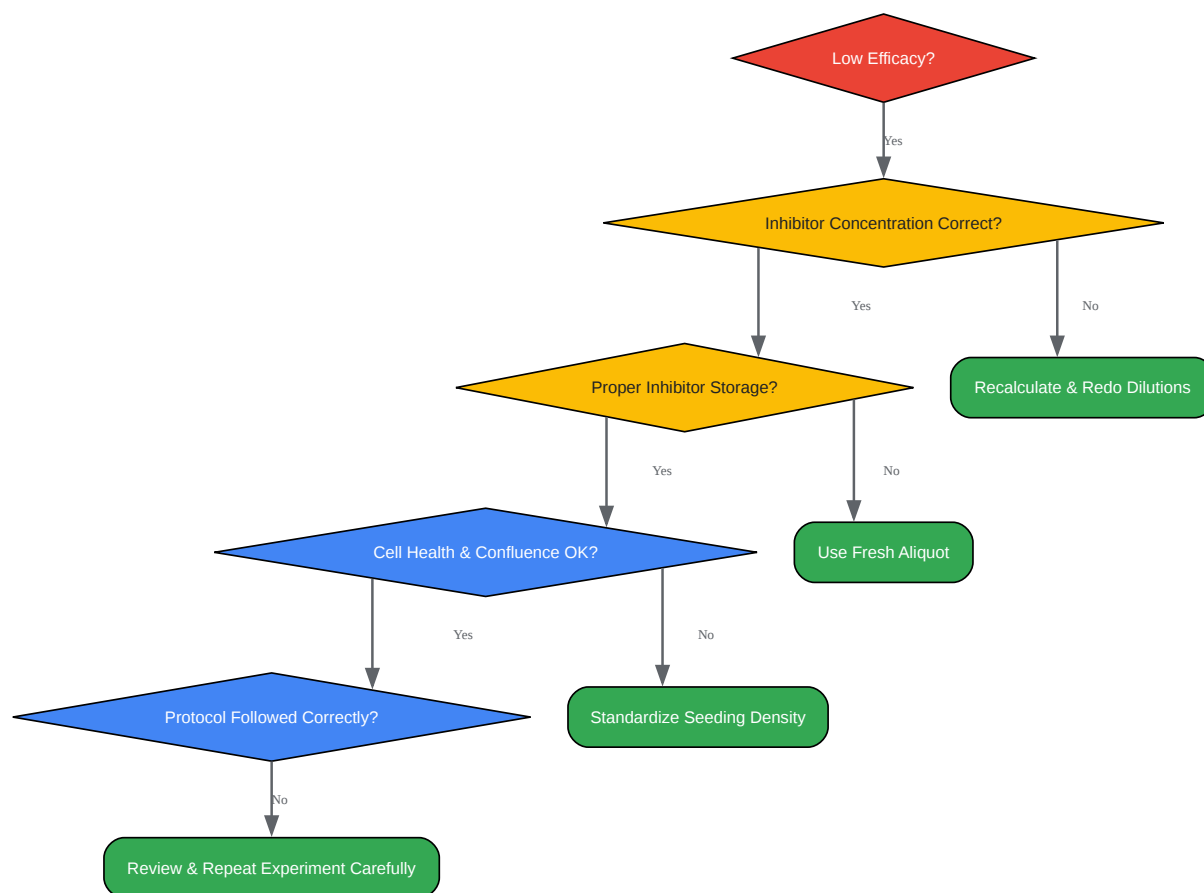 Low Efficacy?
Yes
Inhibitor Concentration Correct?
Yes
No
Proper Inhibitor Storage?
Recalculate & Redo Dilutions
Yes
No
Cell Health & Confluence OK?
Use Fresh Aliquot
Yes
No
Protocol Followed Correctly?
Standardize Seeding Density
No
Review & Repeat Experiment Carefully